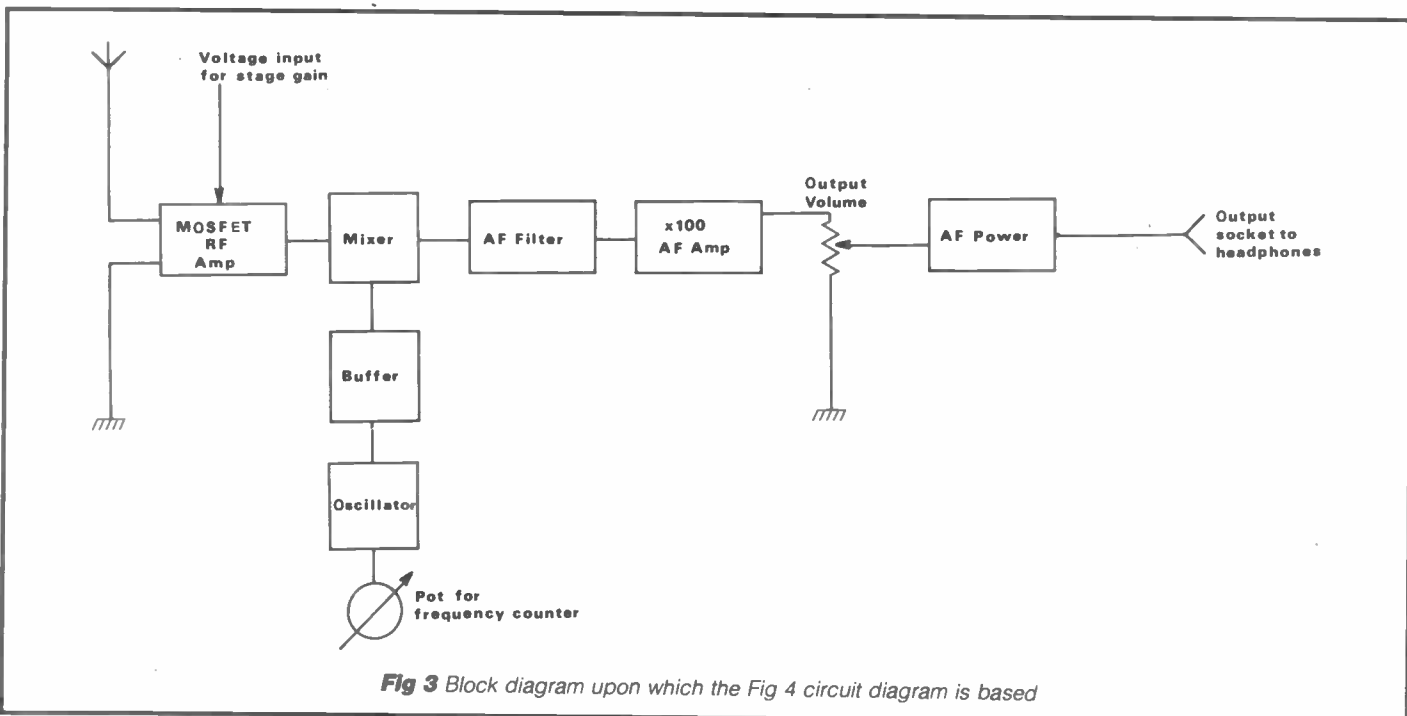 Voltage input
for stage gain
MOSFET
RF
Amp
Mixer
AF Filter
x100
AF Amp
Output
Volume
AF Power
Output
socket to
headphones
Buffer
Oscillator
Pot for
frequency counter
Fig 3 Block diagram upon which the Fig 4 circuit diagram is based